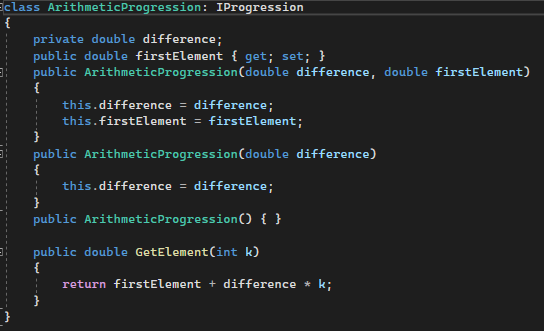 class ArithmeticProgression: IProgression
{
    private double difference;
    public double firstElement { get; set; }
    public ArithmeticProgression(double difference, double firstElement)
    {
        this.difference = difference;
        this.firstElement = firstElement;
    }
    public ArithmeticProgression(double difference)
    {
        this.difference = difference;
    }
    public ArithmeticProgression() { }

    public double GetElement(int k)
    {
        return firstElement + difference * k;
    }
}